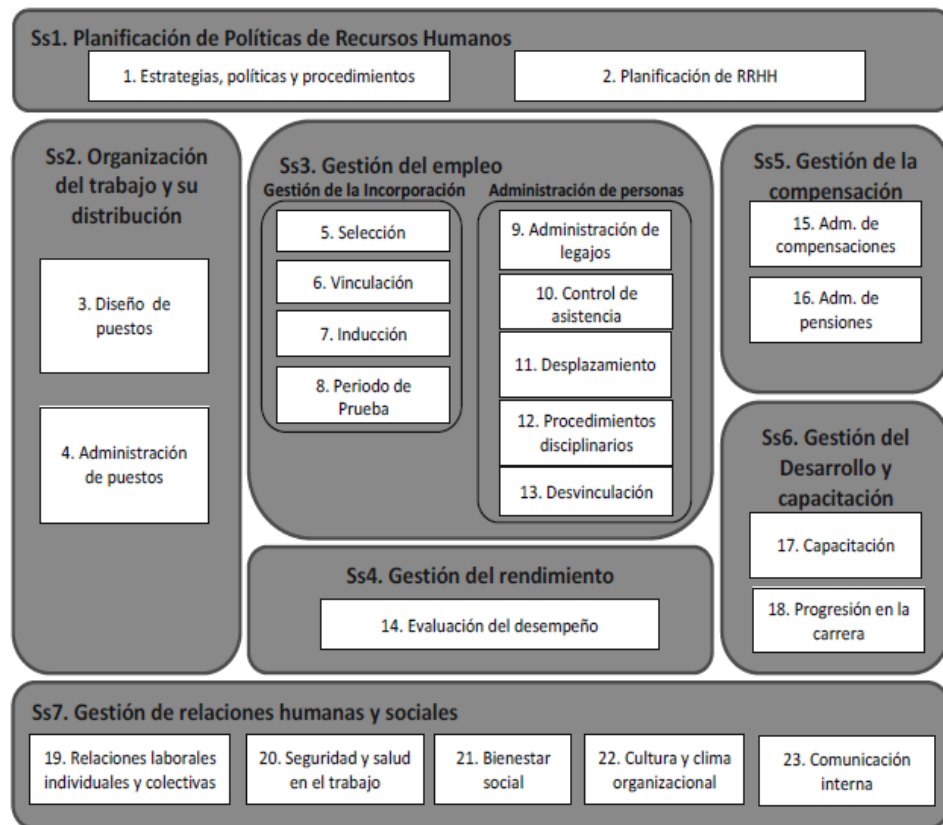 Ss1. Planificación de Políticas de Recursos Humanos
1. Estrategias, políticas y procedimientos
2. Planificación de RRHH
Ss2. Organización
del trabajo y su
distribución
3. Diseño de
puestos
4. Administración
de puestos
Ss3. Gestión del empleo
Gestión de la Incorporación
5. Selección
6. Vinculación
7. Inducción
8. Periodo de
Prueba
Administración de personas
9. Administración de
legajos
10. Control de
asistencia
11. Desplazamiento
12. Procedimientos
disciplinarios
13. Desvinculación
Ss4. Gestión del rendimiento
14. Evaluación del desempeño
Ss5. Gestión de la
compensación
15. Adm. de
compensaciones
16. Adm. de
pensiones
Ss6. Gestión del
Desarrollo y
capacitación
17. Capacitación
18. Progresión en la
carrera
Ss7. Gestión de relaciones humanas y sociales
19. Relaciones laborales
individuales y colectivas
20. Seguridad y salud
en el trabajo
21. Bienestar
social
22. Cultura y clima
organizacional
23. Comunicación
interna